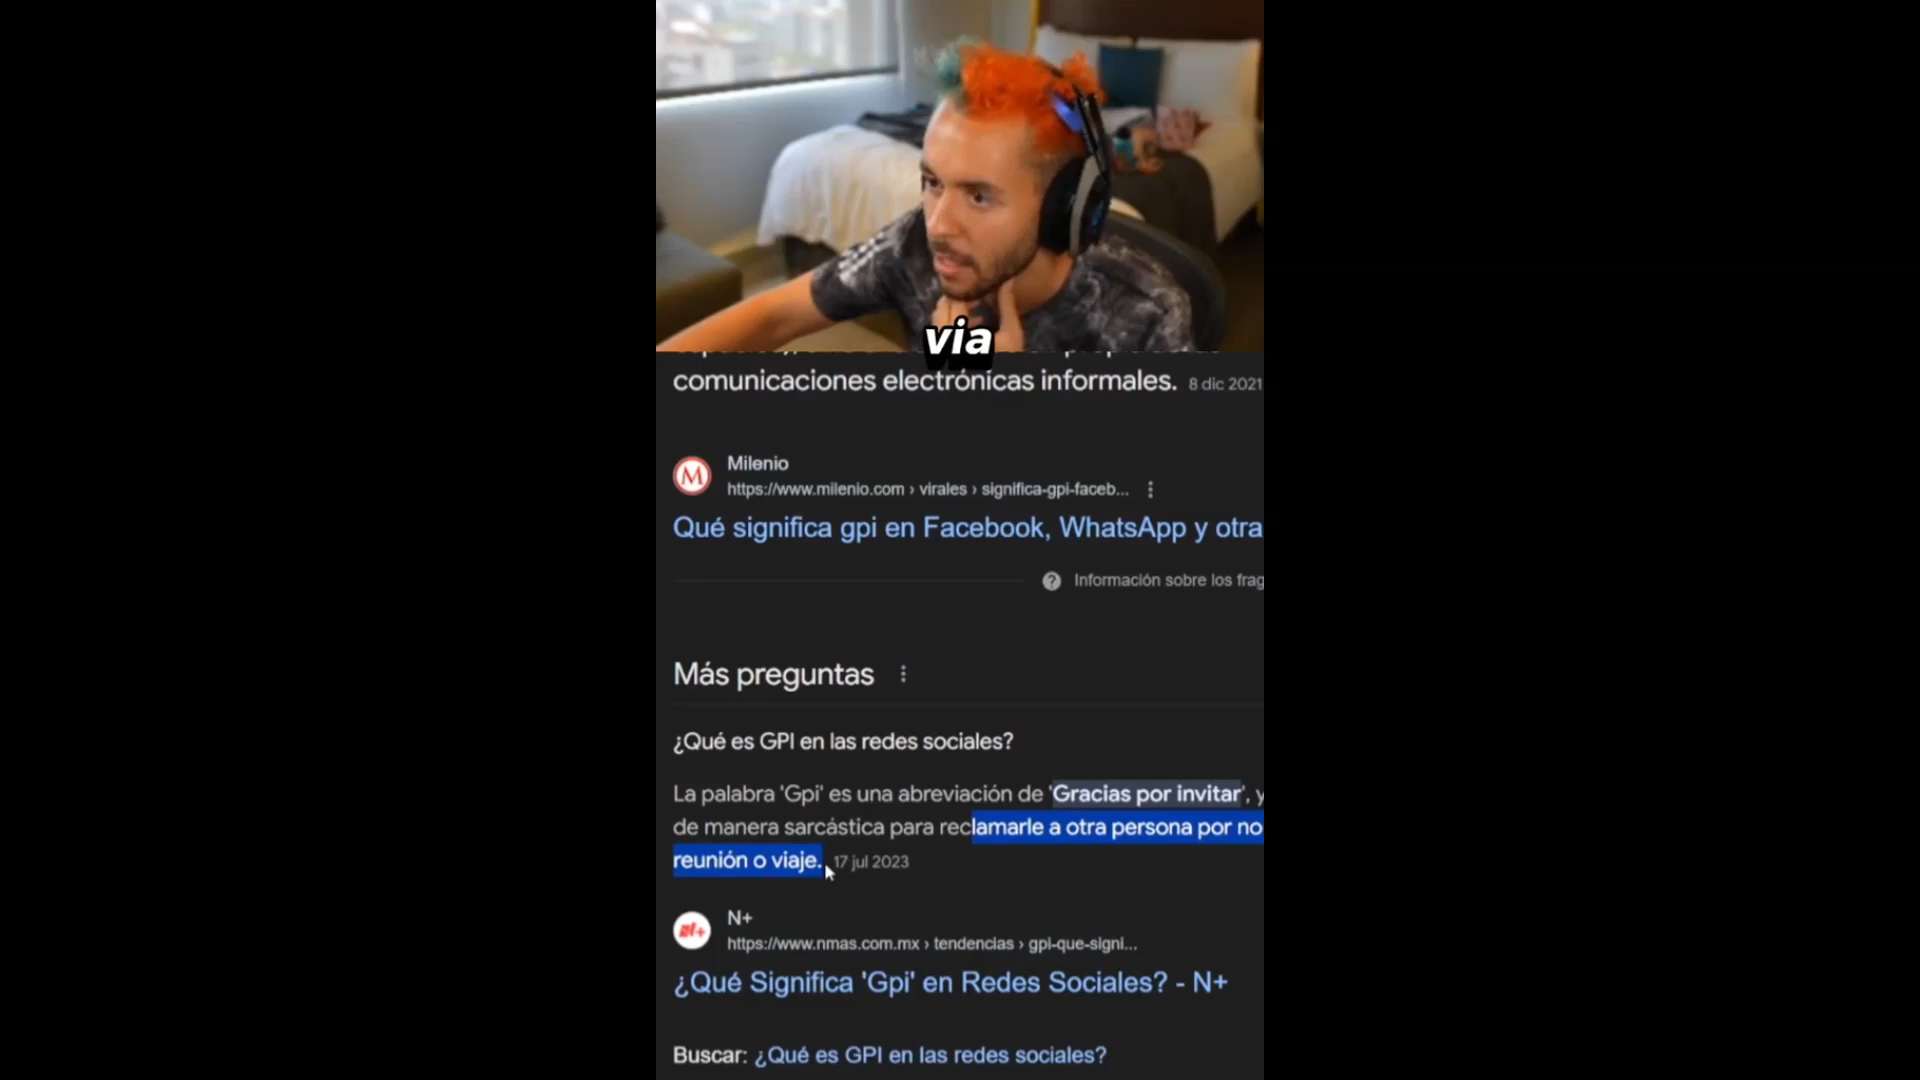 via
comunicaciones electrónicas informales. 8 dic 2021
Milenio
https://www.milenio.com › virales › significa-gpi-faceb...
Qué significa gpi en Facebook, WhatsApp y otra
Información sobre los frag
Más preguntas
¿Qué es GPI en las redes sociales?
La palabra 'Gpi' es una abreviación de 'Gracias por invitar', y
de manera sarcástica para reclamarle a otra persona por no
reunión o viaje. 17 jul 2023
N+
https://www.nmas.com.mx › tendencias › gpi-que-signi...
¿Qué Significa 'Gpi' en Redes Sociales? - N+
Buscar: ¿Qué es GPI en las redes sociales?